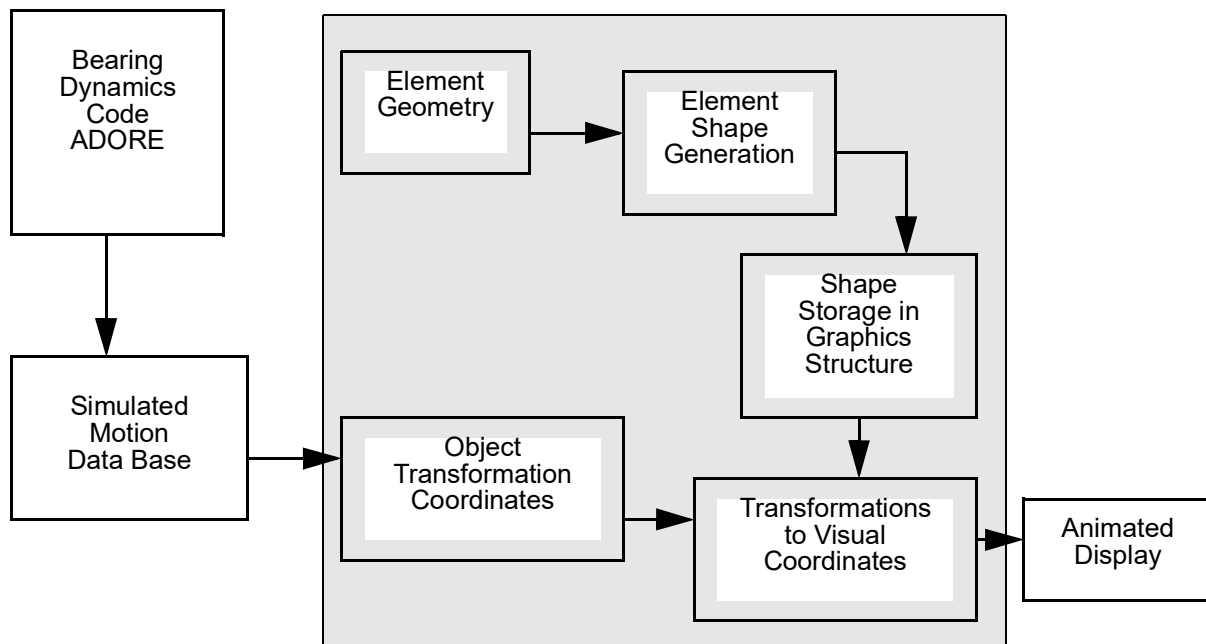 Bearing
Dynamics
Code
ADORE
Element
Geometry
Element
Shape
Generation
Shape
Storage in
Graphics
Structure
Simulated
Motion
Data Base
Object
Transformation
Coordinates
Transformations
to Visual
Coordinates
Animated
Display